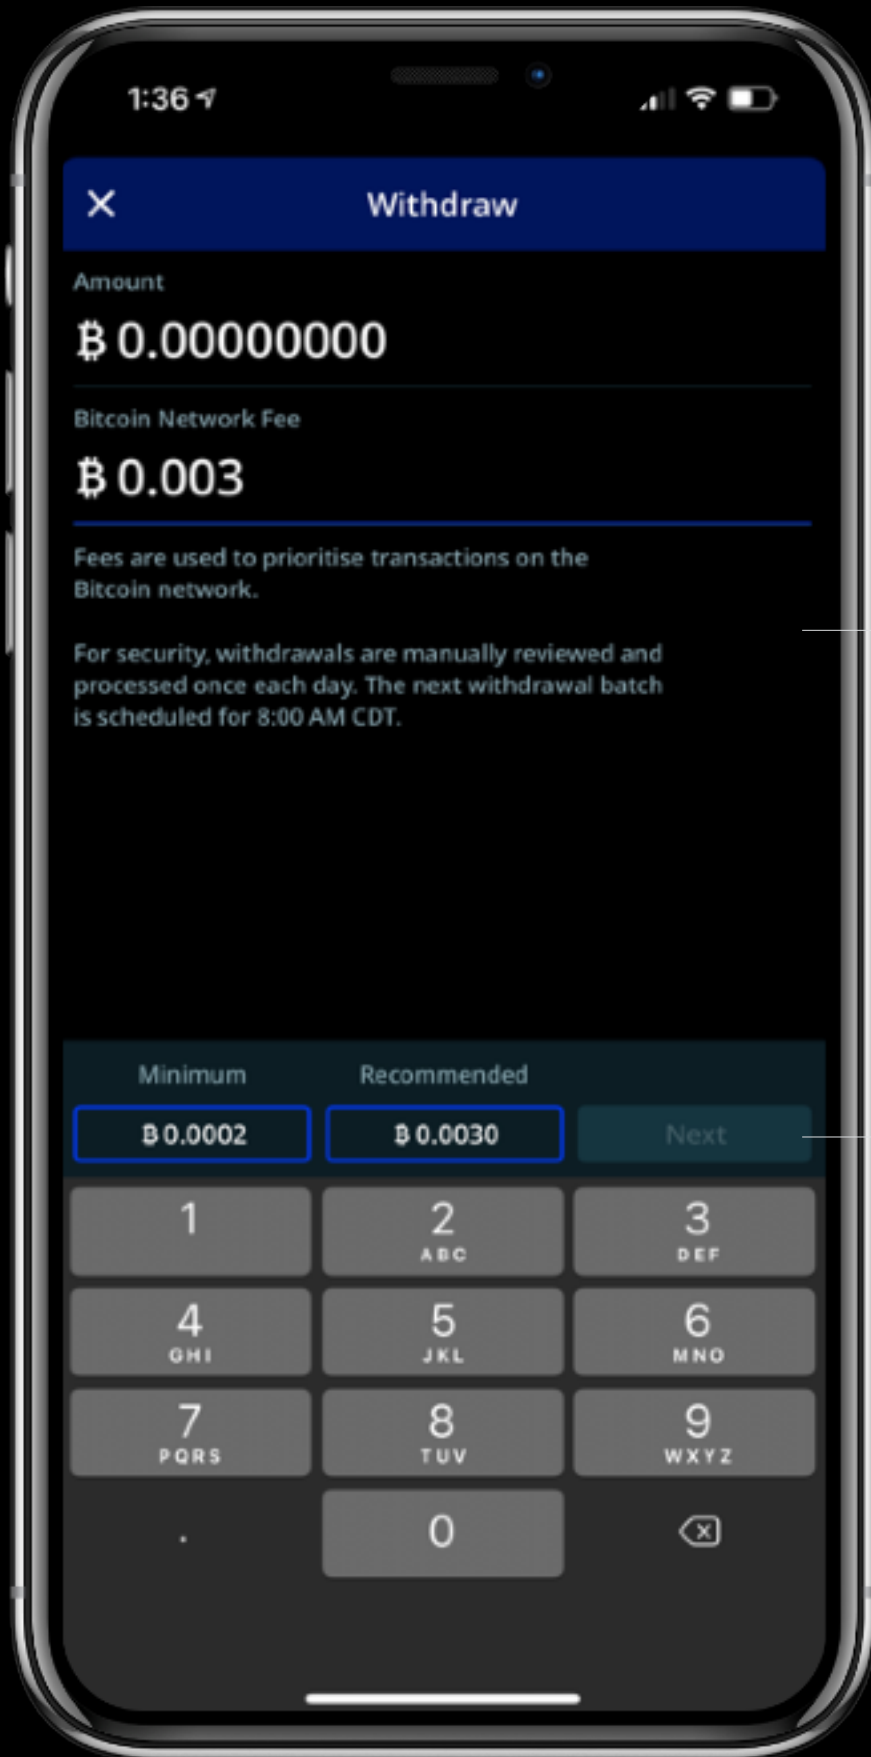 1:36
Withdraw
Amount
₿ 0.00000000
Bitcoin Network Fee
₿ 0.003
Fees are used to prioritise transactions on the
Bitcoin network.
For security, withdrawals are manually reviewed and
processed once each day. The next withdrawal batch
is scheduled for 8:00 AM CDT.
Minimum Recommended
₿ 0.0002 ₿ 0.0030 Next
1 2 3
ABC DEF
4 5 6
GHI JKL MNO
7 8 9
PQRS TUV WXYZ
. 0